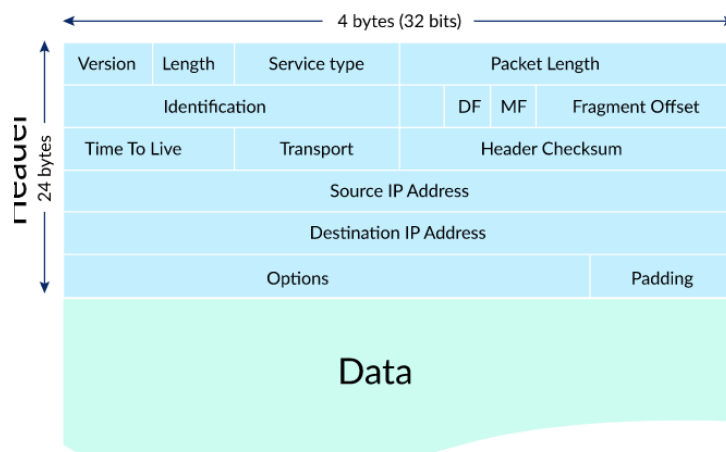 4 bytes (32 bits)
Header
24 bytes
Version Length Service type Packet Length
Identification DF MF Fragment Offset
Time To Live Transport Header Checksum
Source IP Address
Destination IP Address
Options Padding
Data